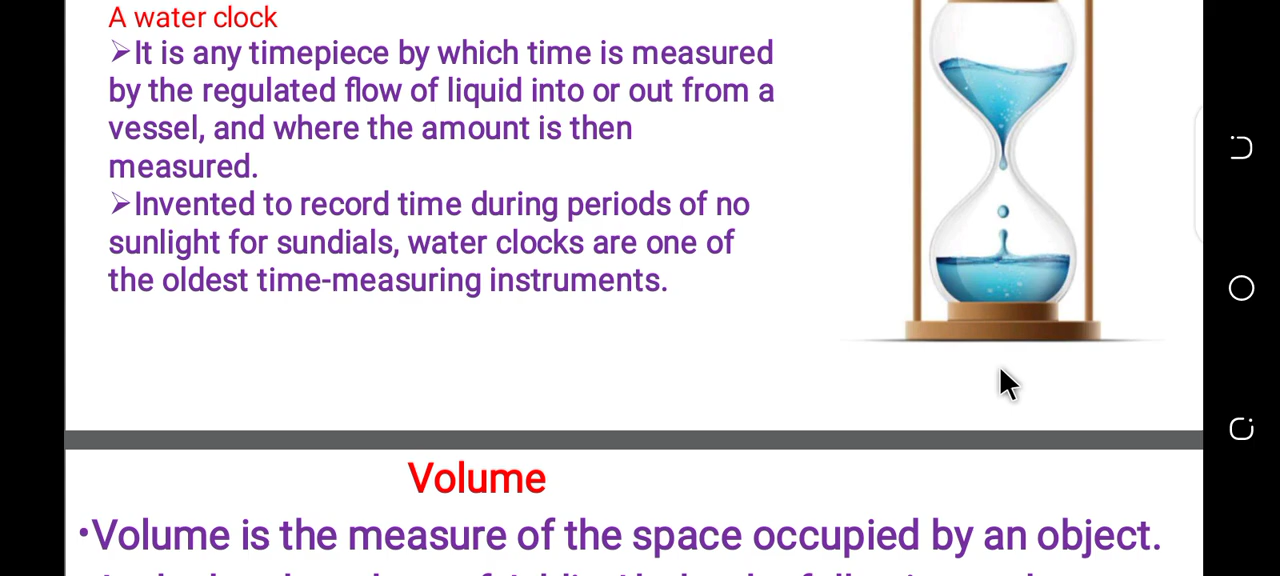 A water clock
➢It is any timepiece by which time is measured
by the regulated flow of liquid into or out from a
vessel, and where the amount is then
measured.
➢Invented to record time during periods of no
sunlight for sundials, water clocks are one of
the oldest time-measuring instruments.
Volume
•Volume is the measure of the space occupied by an object.